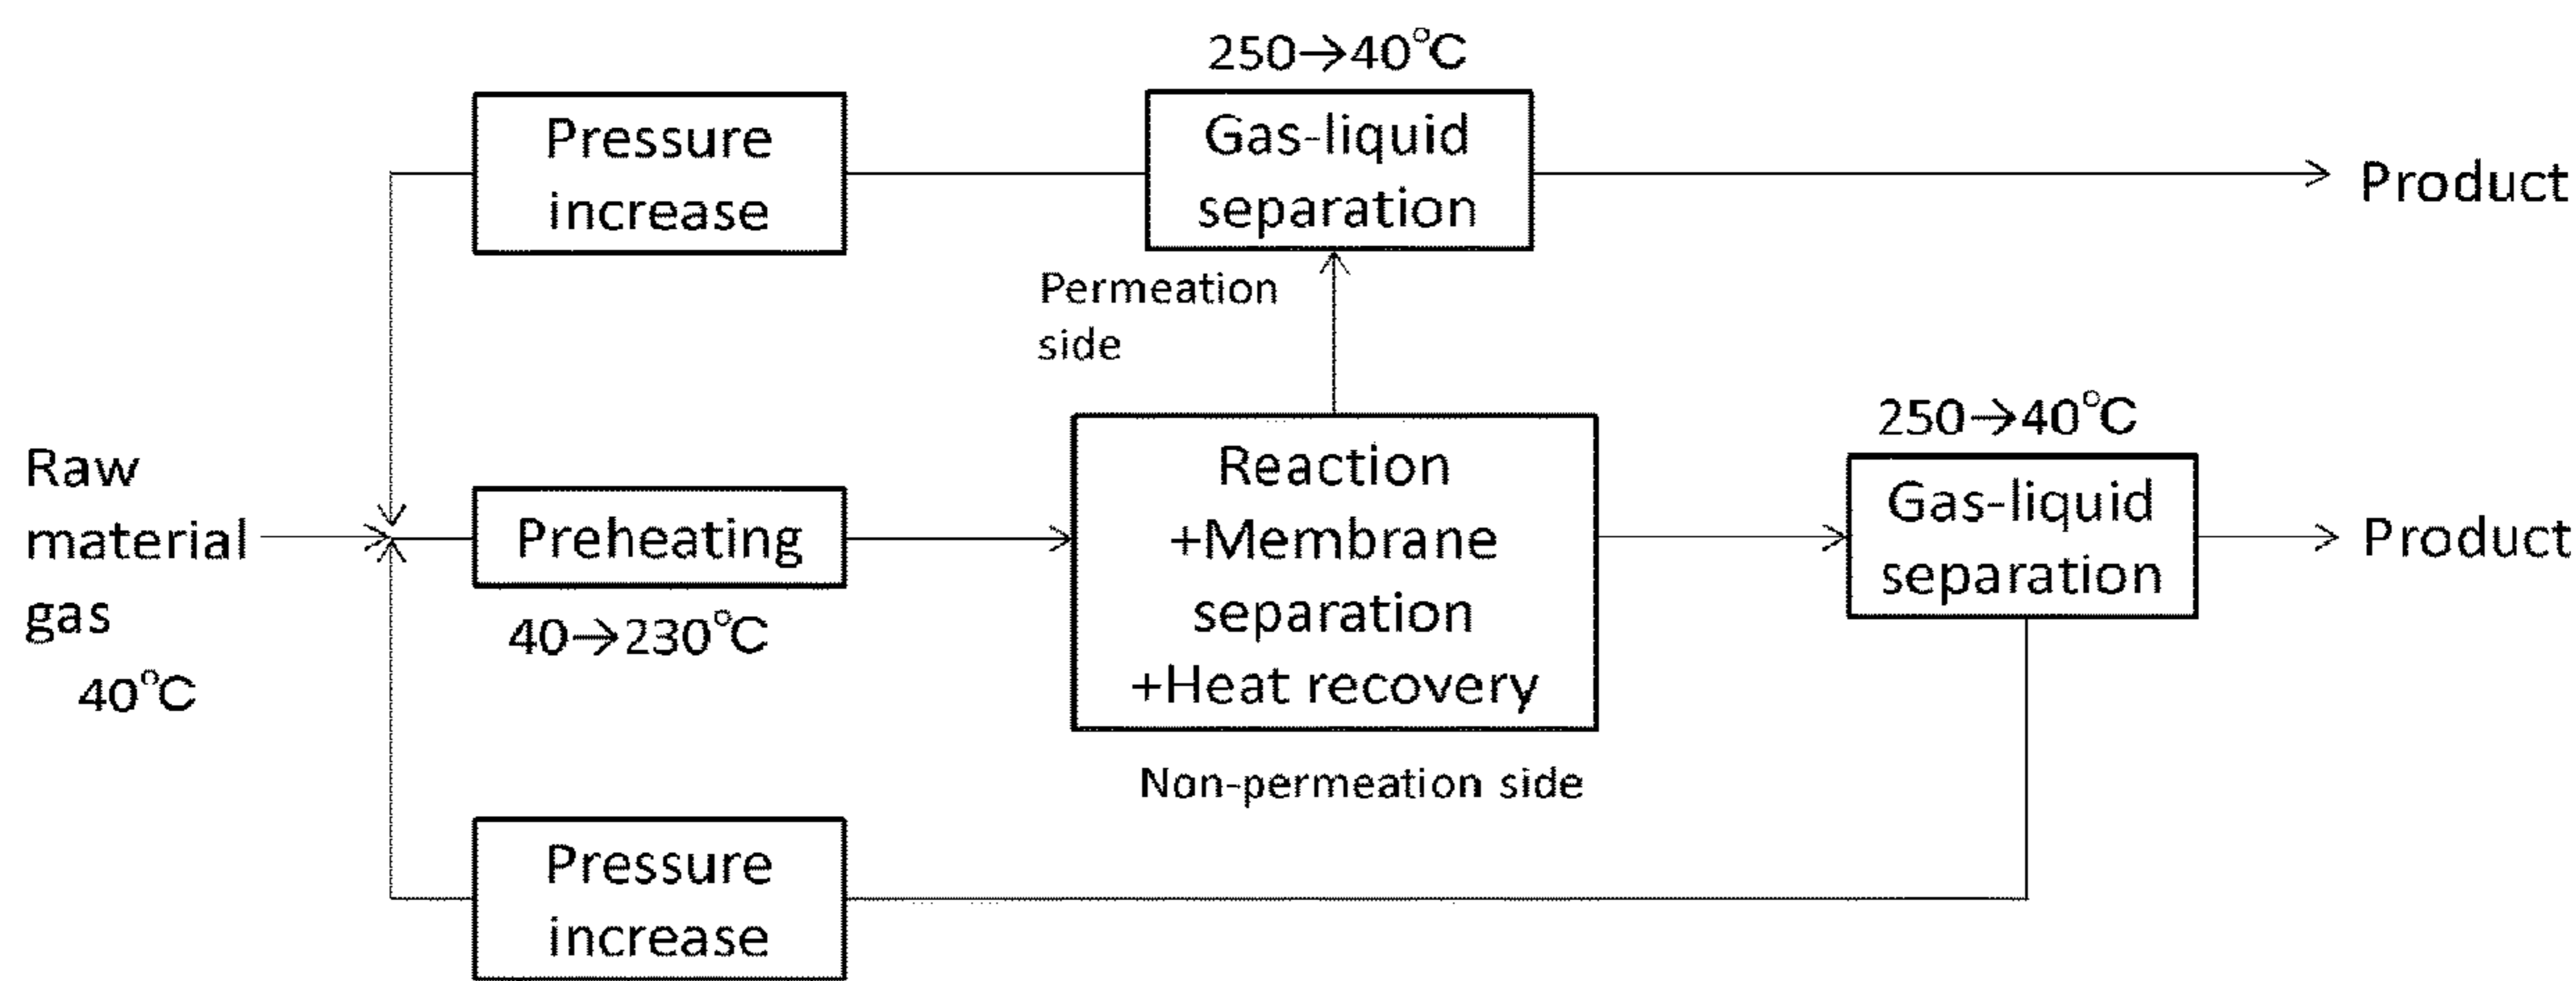 250→40°C
Pressure
increase
Gas-liquid
separation
Product
Permeation
side
Raw
material
gas
40°C
Preheating
40→230°C
Reaction
+Membrane
separation
+Heat recovery
Non-permeation side
250→40°C
Gas-liquid
separation
Product
Pressure
increase